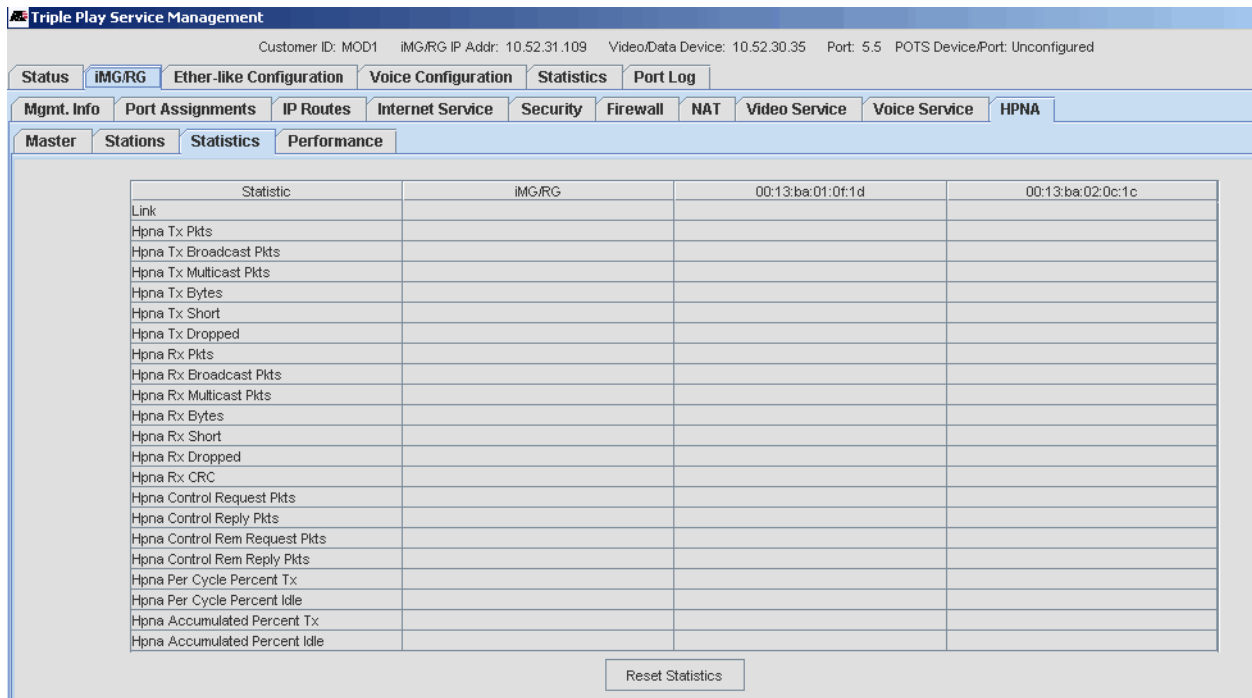 Triple Play Service Management
Customer ID: MOD1 iMG/RG IP Addr: 10.52.31.109 Video/Data Device: 10.52.30.35 Port: 5.5 POTS Device/Port: Unconfigured
Status iMG/RG Ether-like Configuration Voice Configuration Statistics Port Log
Mgmt. Info Port Assignments IP Routes Internet Service Security Firewall NAT Video Service Voice Service HPNA
Master Stations Statistics Performance
Statistic iMG/RG 00:13:ba:01:0f:1d 00:13:ba:02:0c:1c
Link
Hpna Tx Pkts
Hpna Tx Broadcast Pkts
Hpna Tx Multicast Pkts
Hpna Tx Bytes
Hpna Tx Short
Hpna Tx Dropped
Hpna Rx Pkts
Hpna Rx Broadcast Pkts
Hpna Rx Multicast Pkts
Hpna Rx Bytes
Hpna Rx Short
Hpna Rx Dropped
Hpna Rx CRC
Hpna Control Request Pkts
Hpna Control Reply Pkts
Hpna Control Rem Request Pkts
Hpna Control Rem Reply Pkts
Hpna Per Cycle Percent Tx
Hpna Per Cycle Percent Idle
Hpna Accumulated Percent Tx
Hpna Accumulated Percent Idle
Reset Statistics